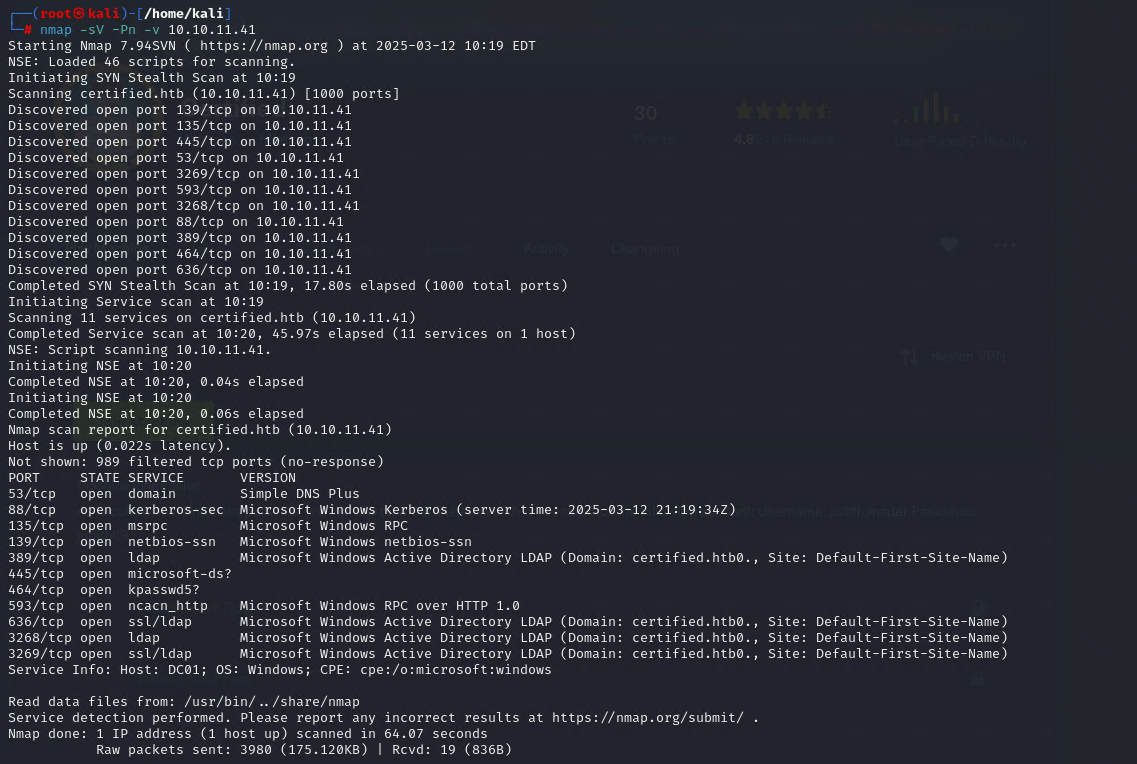 ┌──(root㉿kali)-[/home/kali]
└─# nmap -sV -Pn -v 10.10.11.41
Starting Nmap 7.94SVN ( https://nmap.org ) at 2025-03-12 10:19 EDT
NSE: Loaded 46 scripts for scanning.
Initiating SYN Stealth Scan at 10:19
Scanning certified.htb (10.10.11.41) [1000 ports]
Discovered open port 139/tcp on 10.10.11.41
Discovered open port 135/tcp on 10.10.11.41
30
Discovered open port 445/tcp on 10.10.11.41
4.8
Points
User Rated Difficulty
Discovered open port 53/tcp on 10.10.11.41
Discovered open port 3269/tcp on 10.10.11.41
Discovered open port 593/tcp on 10.10.11.41
Discovered open port 3268/tcp on 10.10.11.41
Discovered open port 88/tcp on 10.10.11.41
Discovered open port 389/tcp on 10.10.11.41
Activity
Changelog
Discovered open port 464/tcp on 10.10.11.41
Discovered open port 636/tcp on 10.10.11.41
Completed SYN Stealth Scan at 10:19, 17.80s elapsed (1000 total ports)
Initiating Service scan at 10:19
Scanning 11 services on certified.htb (10.10.11.41)
Completed Service scan at 10:20, 45.97s elapsed (11 services on 1 host)
NSE: Script scanning 10.10.11.41.
Switch VPN
Initiating NSE at 10:20
Completed NSE at 10:20, 0.04s elapsed
Initiating NSE at 10:20
Completed NSE at 10:20, 0.06s elapsed
Nmap scan report for certified.htb (10.10.11.41)
Host is up (0.022s latency).
Not shown: 989 filtered tcp ports (no-response)
PORT     STATE SERVICE       VERSION
53/tcp   open  domain        Simple DNS Plus
88/tcp   open  kerberos-sec  Microsoft Windows Kerberos (server time: 2025-03-12 21:19:34Z)
135/tcp  open  msrpc         Microsoft Windows RPC
139/tcp  open  netbios-ssn   Microsoft Windows netbios-ssn
389/tcp  open  ldap          Microsoft Windows Active Directory LDAP (Domain: certified.htb0., Site: Default-First-Site-Name)
445/tcp  open  microsoft-ds?
464/tcp  open  kpasswd5?
593/tcp  open  ncacn_http    Microsoft Windows RPC over HTTP 1.0
636/tcp  open  ssl/ldap      Microsoft Windows Active Directory LDAP (Domain: certified.htb0., Site: Default-First-Site-Name)
3268/tcp open  ldap          Microsoft Windows Active Directory LDAP (Domain: certified.htb0., Site: Default-First-Site-Name)
3269/tcp open  ssl/ldap      Microsoft Windows Active Directory LDAP (Domain: certified.htb0., Site: Default-First-Site-Name)
Service Info: Host: DC01; OS: Windows; CPE: cpe:/o:microsoft:windows
Read data files from: /usr/bin/../share/nmap
Service detection performed. Please report any incorrect results at https://nmap.org/submit/ .
Nmap done: 1 IP address (1 host up) scanned in 64.07 seconds
Raw packets sent: 3980 (175.120KB) | Rcvd: 19 (836B)